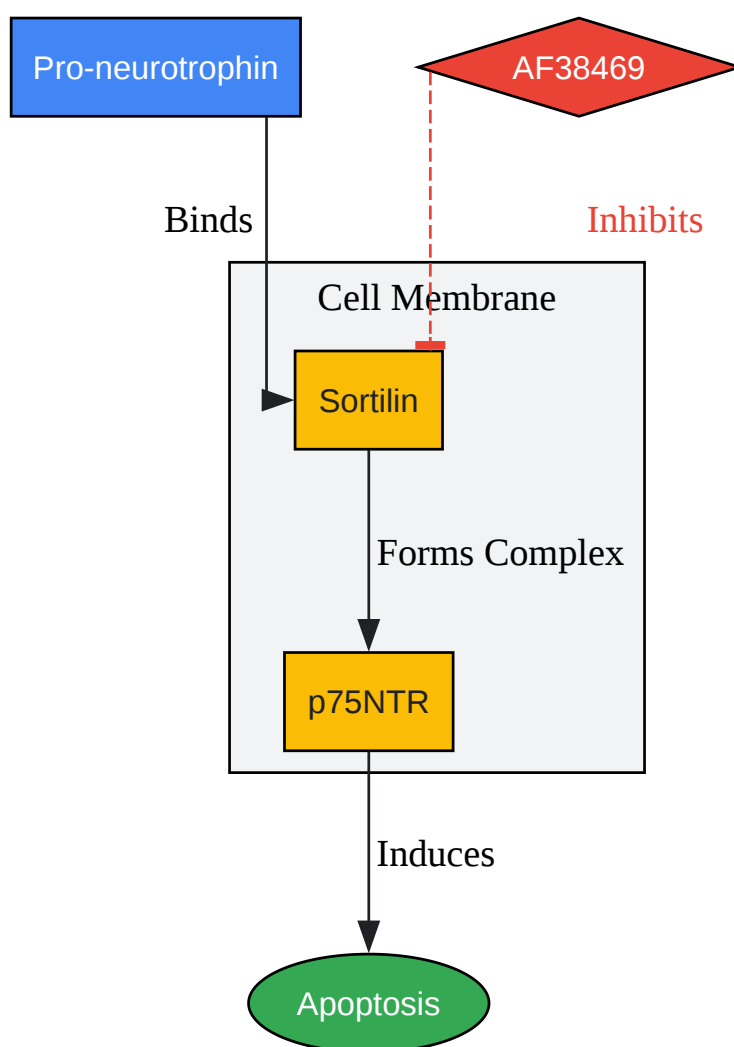 Pro-neurotrophin
AF38469
Binds
Inhibits
Cell Membrane
Sortilin
Forms Complex
p75NTR
Induces
Apoptosis